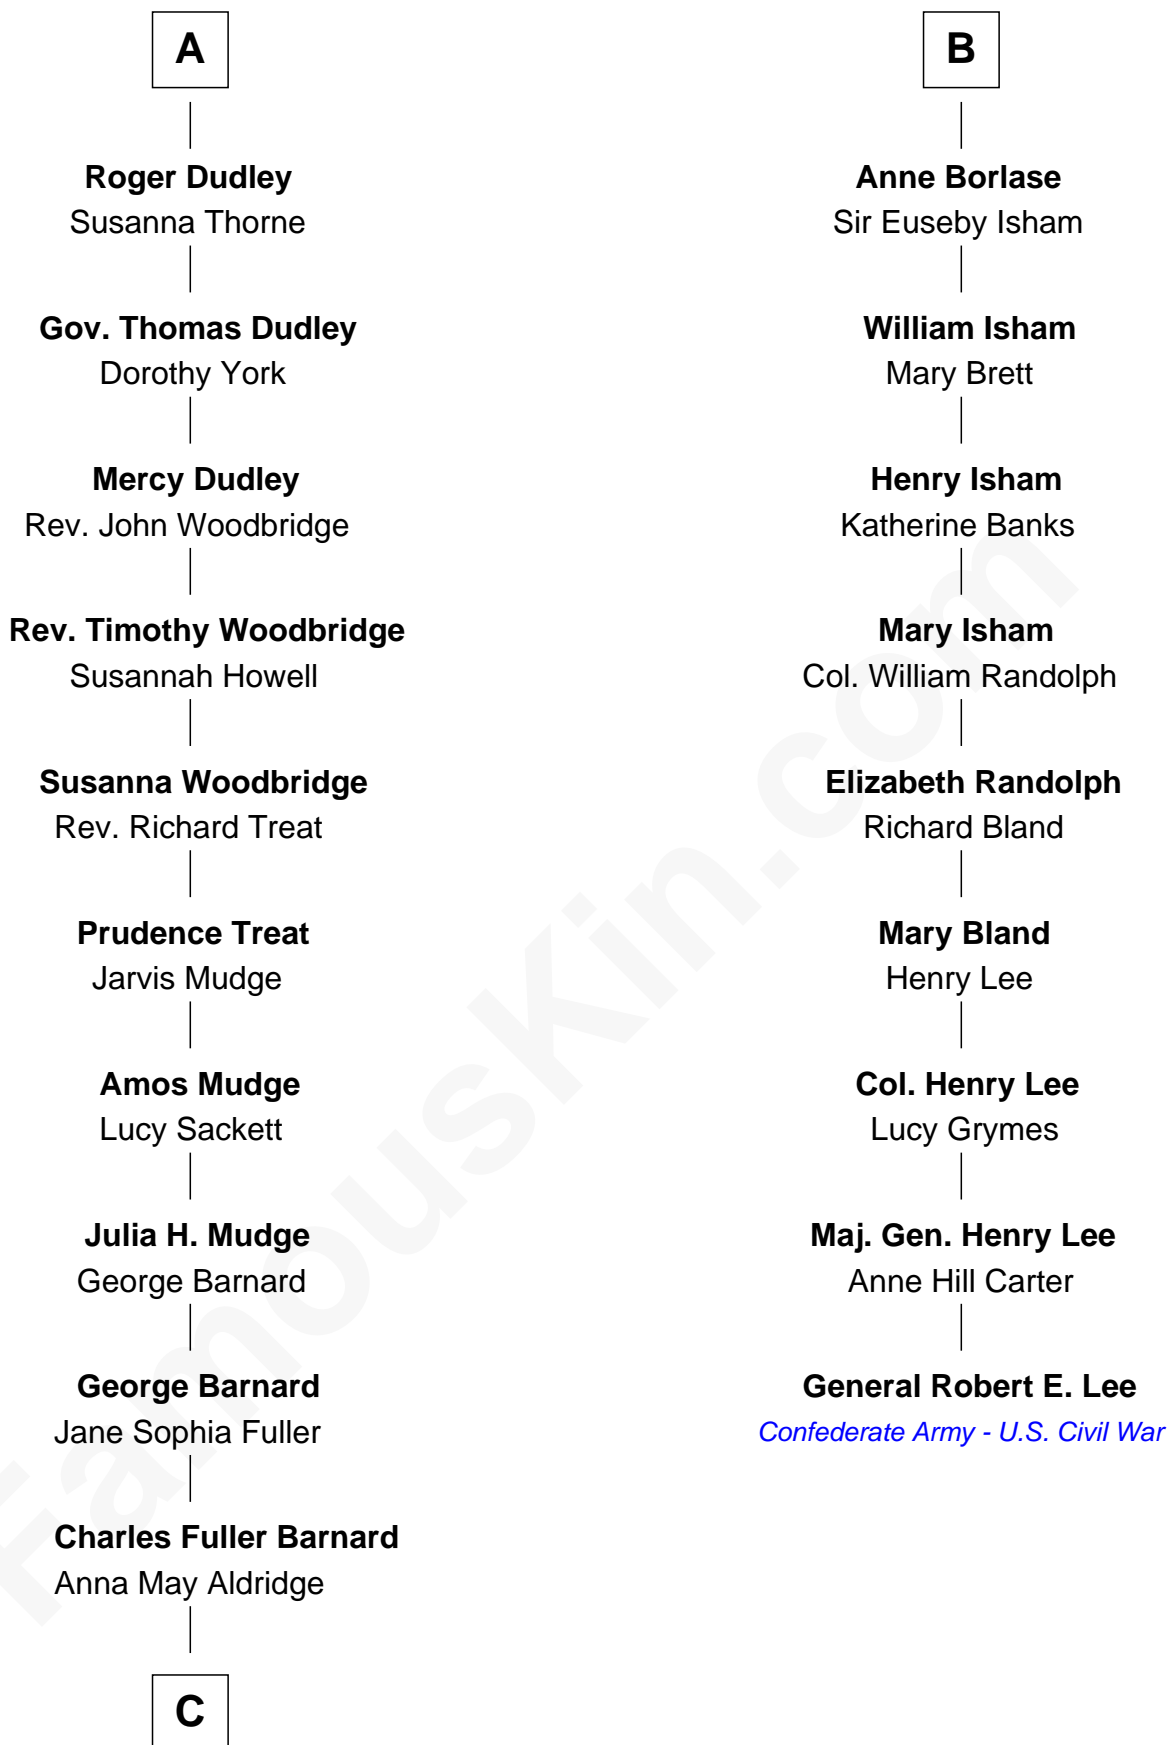 A
Roger Dudley
Susanna Thorne
Gov. Thomas Dudley
Dorothy York
Mercy Dudley
Rev. John Woodbridge
Rev. Timothy Woodbridge
Susannah Howell
Susanna Woodbridge
Rev. Richard Treat
Prudence Treat
Jarvis Mudge
Amos Mudge
Lucy Sackett
Julia H. Mudge
George Barnard
George Barnard
Jane Sophia Fuller
Charles Fuller Barnard
Anna May Aldridge
C
B
Anne Borlase
Sir Euseby Isham
William Isham
Mary Brett
Henry Isham
Katherine Banks
Mary Isham
Col. William Randolph
Elizabeth Randolph
Richard Bland
Mary Bland
Henry Lee
Col. Henry Lee
Lucy Grymes
Maj. Gen. Henry Lee
Anne Hill Carter
General Robert E. Lee
Confederate Army - U.S. Civil War
FamousKin.com